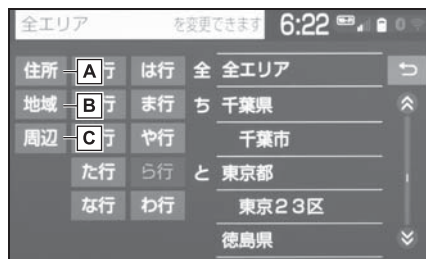 全エリア を変更できます 6:22 0
住所 A 行 は行 全 全エリア
地域 B 行 ま行 ち 千葉県
周辺 C 行 や行 千葉市
た行 ら行 と 東京都
な行 わ行 東京23区
徳島県